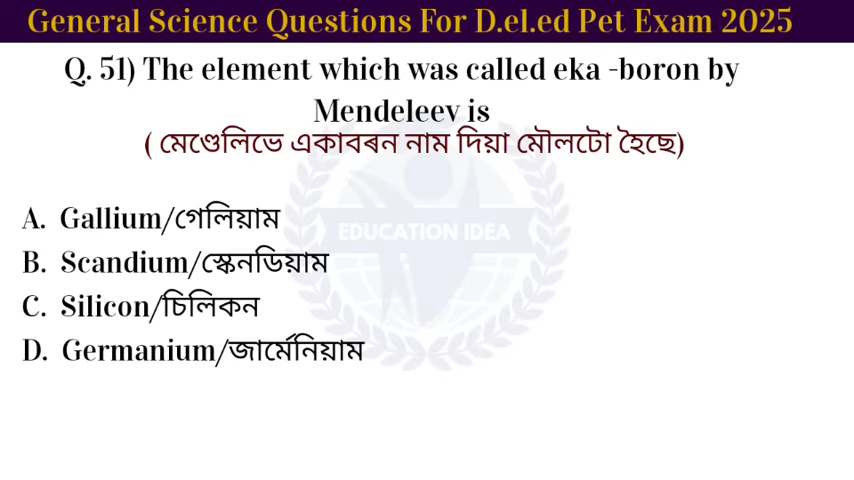 General Science Questions For D.el.ed Pet Exam 2025
Q. 51) The element which was called eka -boron by
Mendeleev is
( মেণ্ডেলিভে একাবৰন নাম দিয়া মৌলটো হৈছে)
EDUCATION IDEA
A. Gallium/গেলিয়াম
B. Scandium/স্কেনডিয়াম
C. Silicon/চিলিকন
D. Germanium/জাৰ্মেনিয়াম